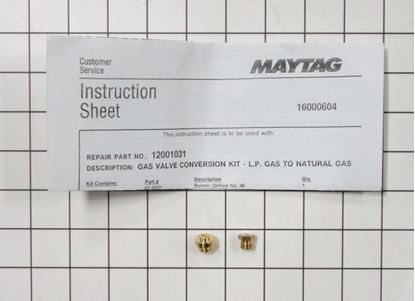 Customer
Service
MAYTAG
Instruction
Sheet
16000604
This instruction sheet is to be used with:
REPAIR PART NO.: 12001031
DESCRIPTION: GAS VALVE CONVERSION KIT - L.P. GAS TO NATURAL GAS
Kit Contains: Part # Description Qty.
Burner Orifice No. 46 1